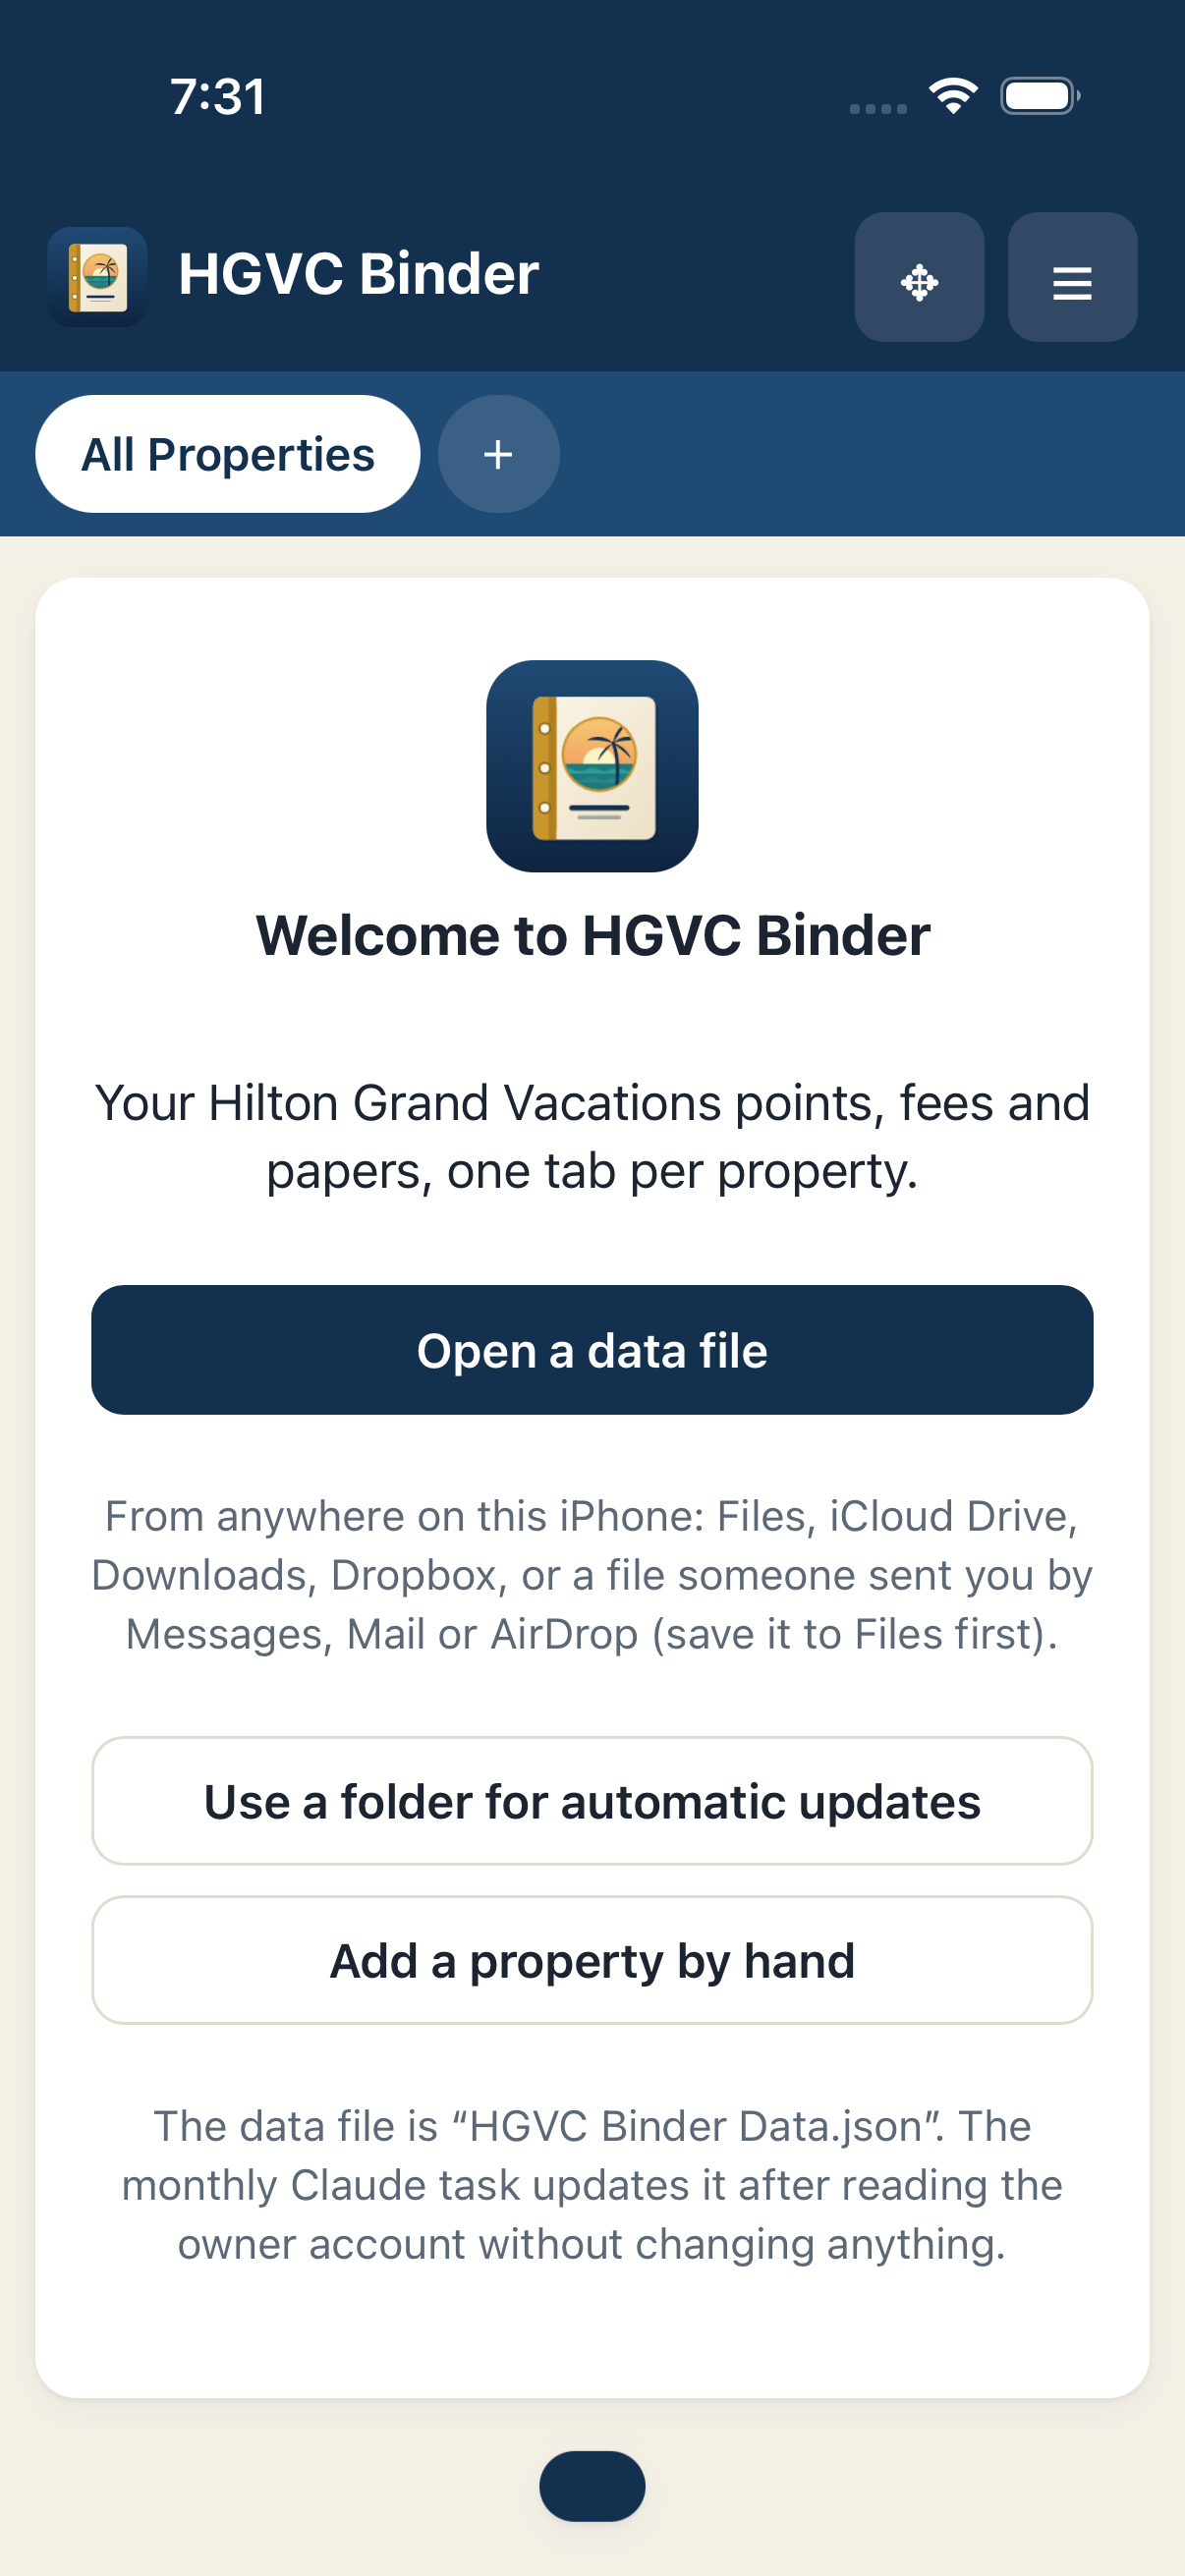 7:31
HGVC Binder
All Properties
+
Welcome to HGVC Binder
Your Hilton Grand Vacations points, fees and
papers, one tab per property.
Open a data file
From anywhere on this iPhone: Files, iCloud Drive,
Downloads, Dropbox, or a file someone sent you by
Messages, Mail or AirDrop (save it to Files first).
Use a folder for automatic updates
Add a property by hand
The data file is “HGVC Binder Data.json”. The
monthly Claude task updates it after reading the
owner account without changing anything.